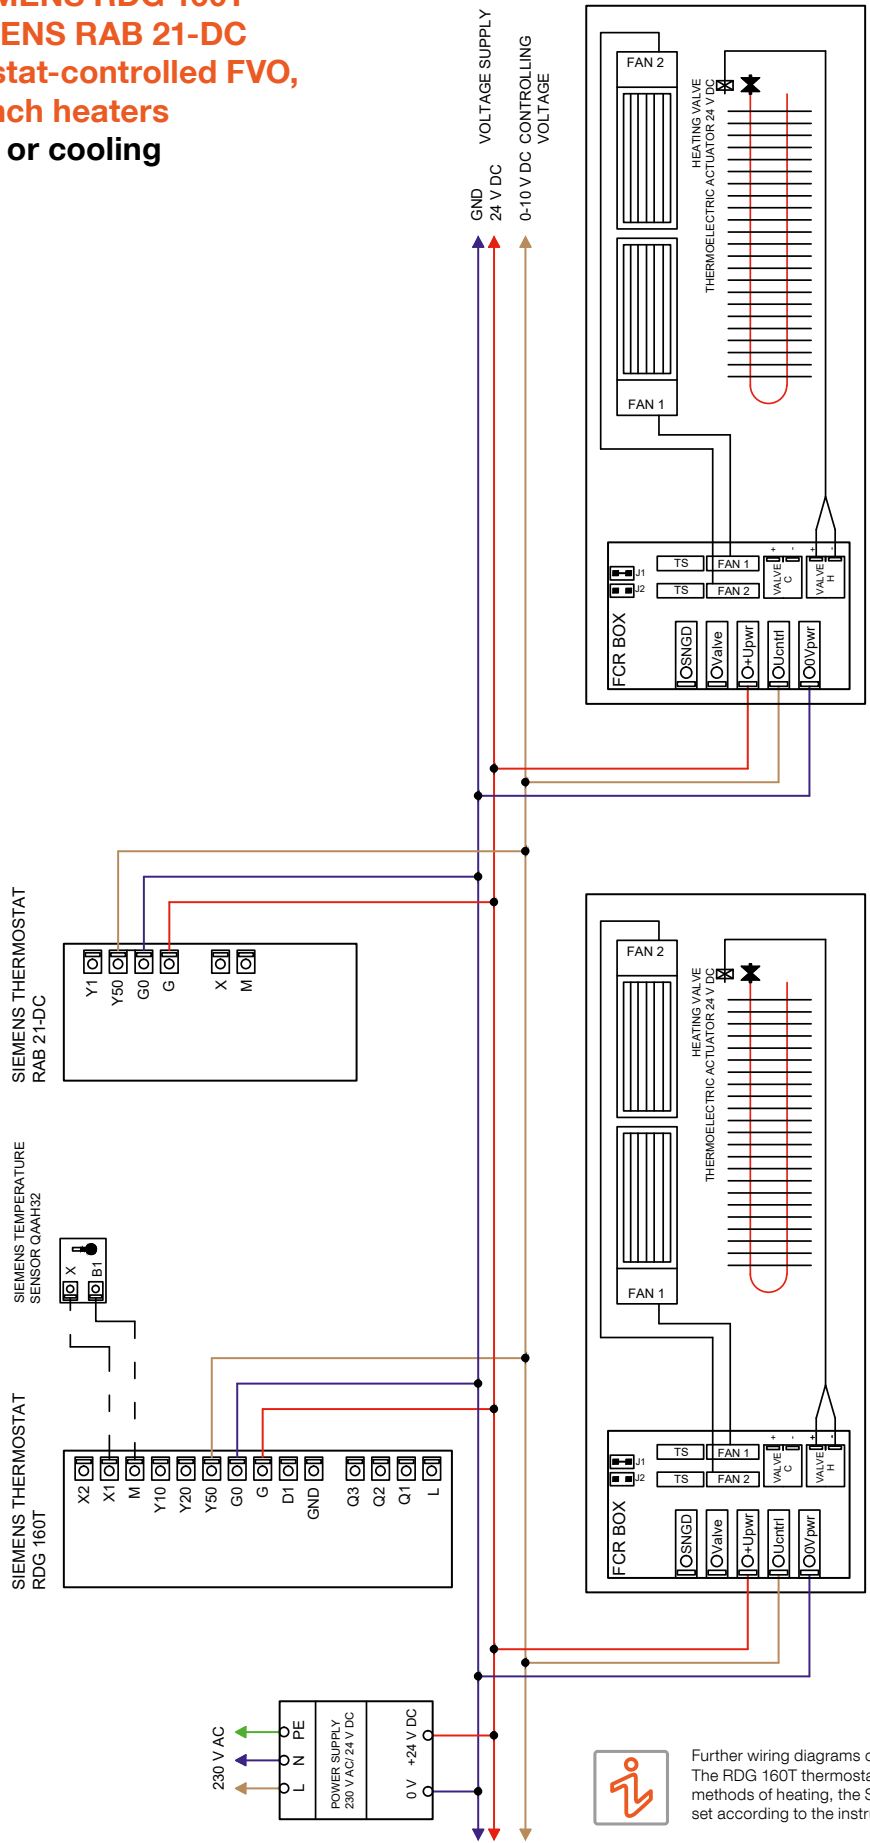 EMENS RDG 160T
ENS RAB 21-DC
stat-controlled FVO,
nch heaters
or cooling
GND
24 V DC
VOLTAGE SUPPLY
0-10 V DC CONTROLLING
VOLTAGE
FAN 2
FAN 1
HEATING VALVE
THERMOELECTRIC ACTUATOR 24 V DC
FCR BOX
J1
J2
TS
FAN 1
TS
FAN 2
VALVE
C
+
-
VALVE
H
+
-
SNGD
Valve
+Upwr
Ucntrl
0Vpwr
SIEMENS THERMOSTAT
RAB 21-DC
Y1
Y50
G0
G
X
M
FAN 2
FAN 1
HEATING VALVE
THERMOELECTRIC ACTUATOR 24 V DC
FCR BOX
J1
J2
TS
FAN 1
TS
FAN 2
VALVE
C
+
-
VALVE
H
+
-
SNGD
Valve
+Upwr
Ucntrl
0Vpwr
SIEMENS TEMPERATURE
SENSOR QAAH32
X
B1
SIEMENS THERMOSTAT
RDG 160T
X2
X1
M
Y10
Y20
Y50
G0
G
D1
GND
Q3
Q2
Q1
L
230 V AC
PE
N
L
POWER SUPPLY
230 V AC/ 24 V DC
+24 V DC
0 V
Further wiring diagrams
The RDG 160T thermosta
methods of heating, the S
set according to the instru